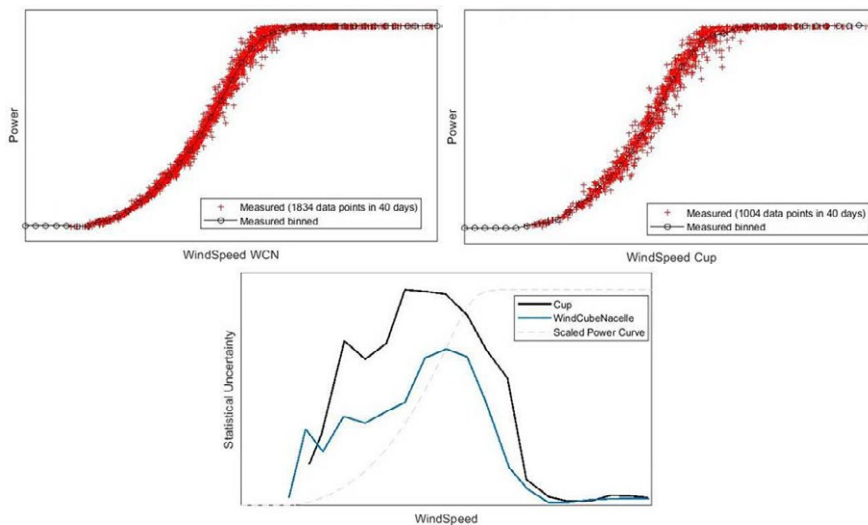 Power
Measured (1834 data points in 40 days)
Measured binned
WindSpeed WCN
Power
Measured (1004 data points in 40 days)
Measured binned
WindSpeed Cup
Statistical Uncertainty
Cup
WindCubeNacelle
Scaled Power Curve
WindSpeed